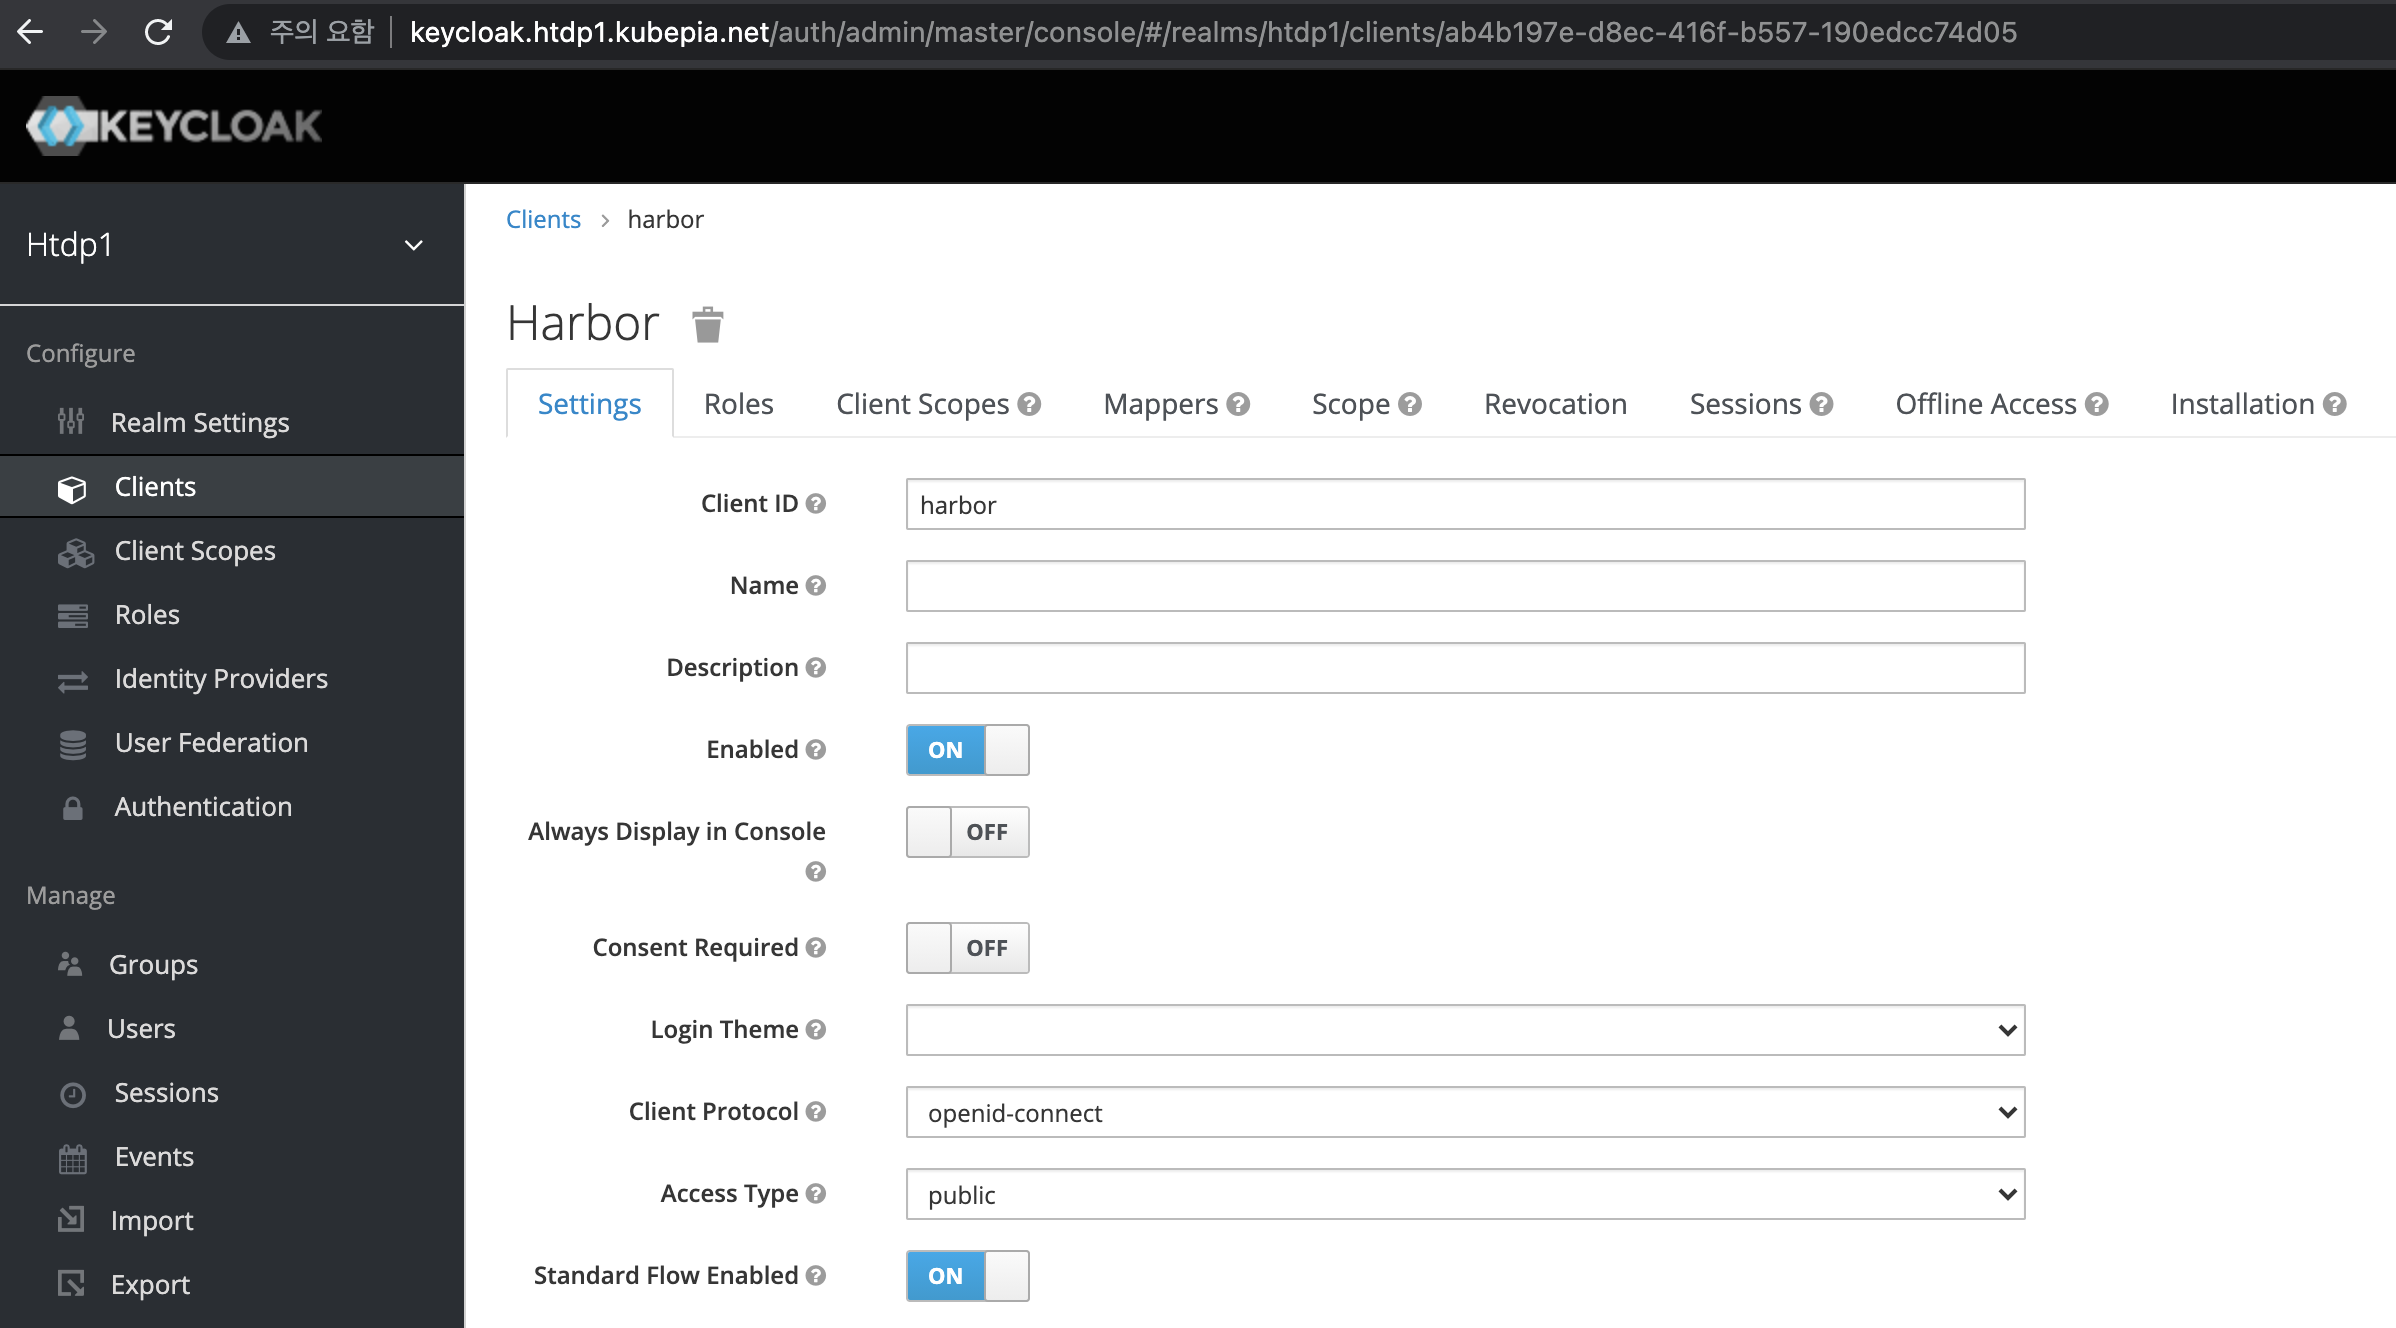 주의 요함 keycloak.htdp1.kubepia.net/auth/admin/master/console/#/realms/htdp1/clients/ab4b197e-d8ec-416f-b557-190edcc74d05
KEYCLOAK
Htdp1
Configure
Realm Settings
Clients
Client Scopes
Roles
Identity Providers
User Federation
Authentication
Manage
Groups
Users
Sessions
Events
Import
Export
Clients > harbor
Harbor
Settings Roles Client Scopes Mappers Scope Revocation Sessions Offline Access Installation
Client ID harbor
Name
Description
Enabled ON
Always Display in Console OFF
Consent Required OFF
Login Theme
Client Protocol openid-connect
Access Type public
Standard Flow Enabled ON